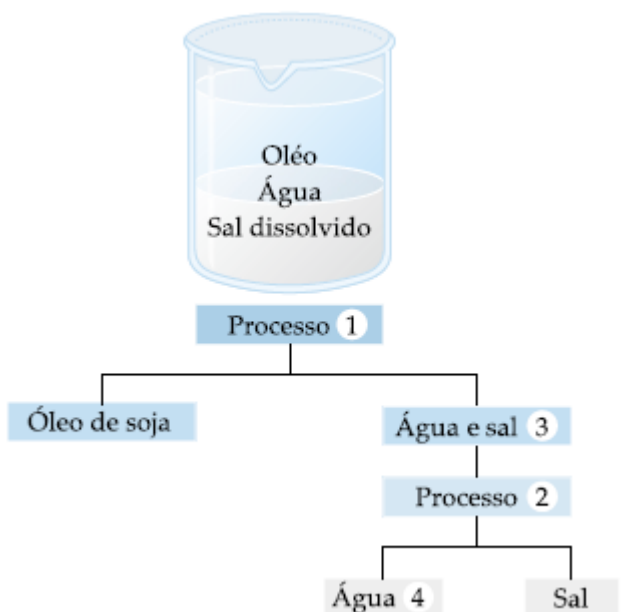 Oléo
Água
Sal dissolvido
Processo 1
Óleo de soja
Água e sal 3
Processo 2
Água 4
Sal